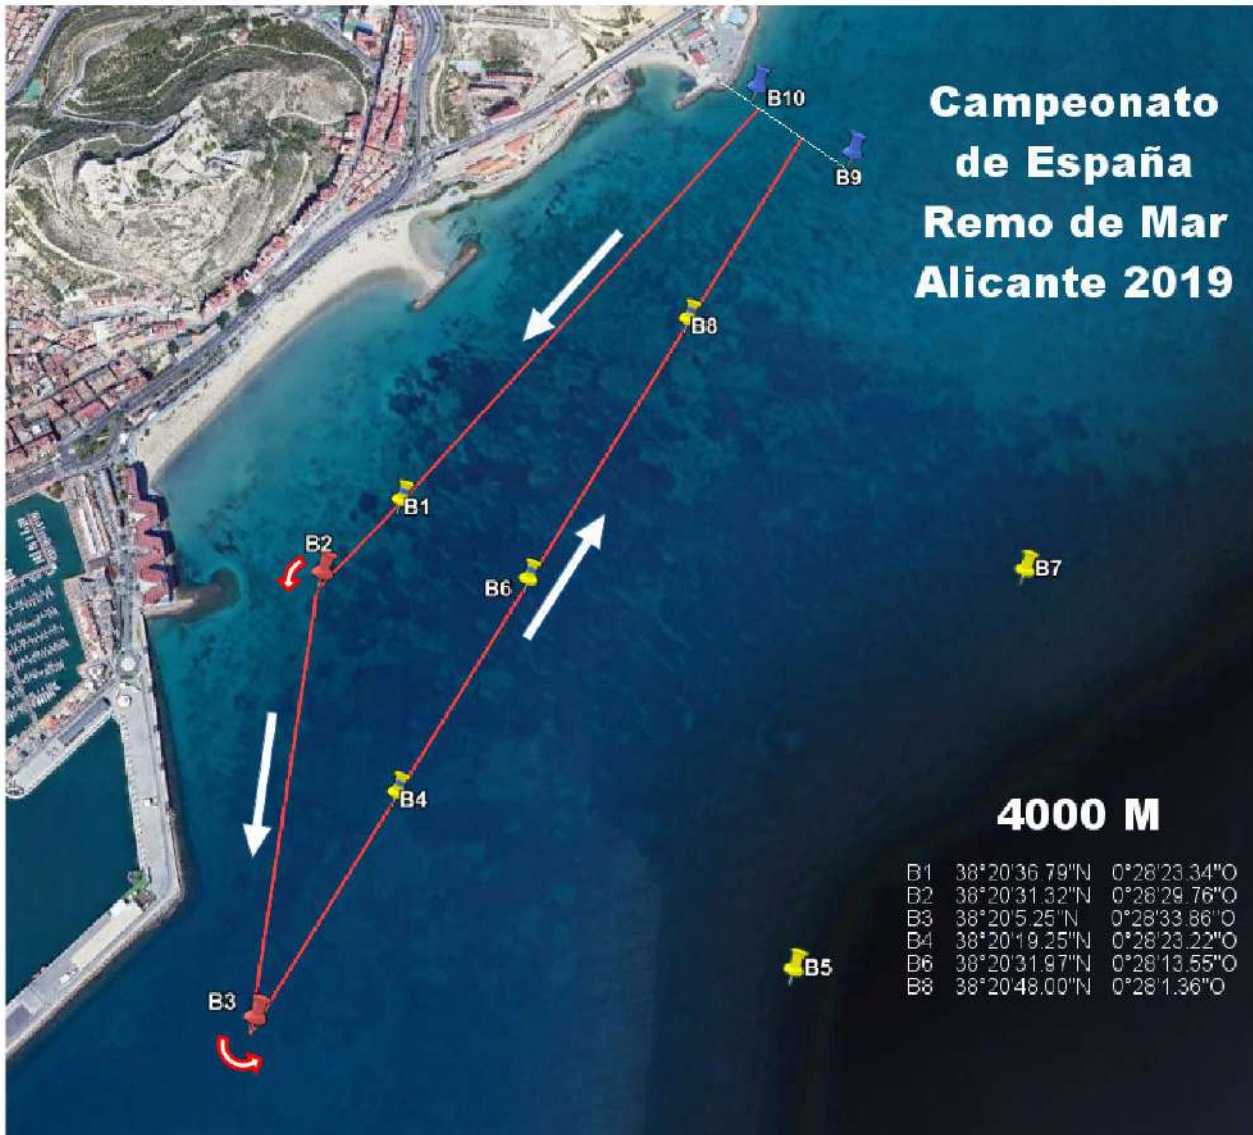 Campeonato
de España
Remo de Mar
Alicante 2019
B10
B9
B8
B1
B2
B6
B7
B4
B5
B3
4000 M
B1 38°20'36.79"N 0°28'23.34"O
B2 38°20'31.32"N 0°28'29.76"O
B3 38°20'5.25"N 0°28'33.86"O
B4 38°20'19.25"N 0°28'23.22"O
B6 38°20'31.97"N 0°28'13.55"O
B8 38°20'48.00"N 0°28'1.36"O